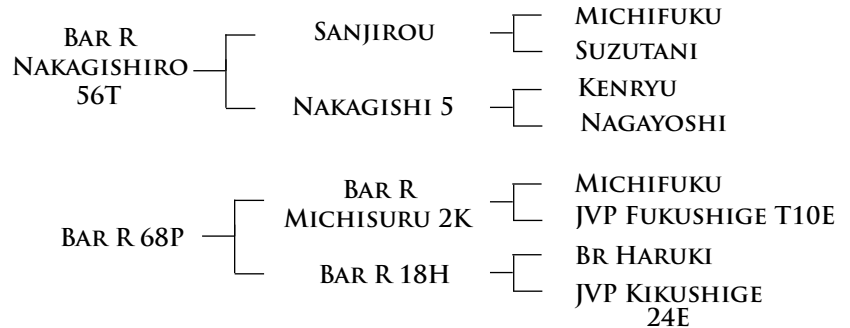 Bar R
Nakagishiro
56T
Sanjirou
Michifuku
Suzutani
Nakagishi 5
Kenryu
Nagayoshi
Bar R 68P
Bar R
Michisuru 2K
Michifuku
JVP Fukushige T10E
Bar R 18H
Br Haruki
JVP Kikushige
24E